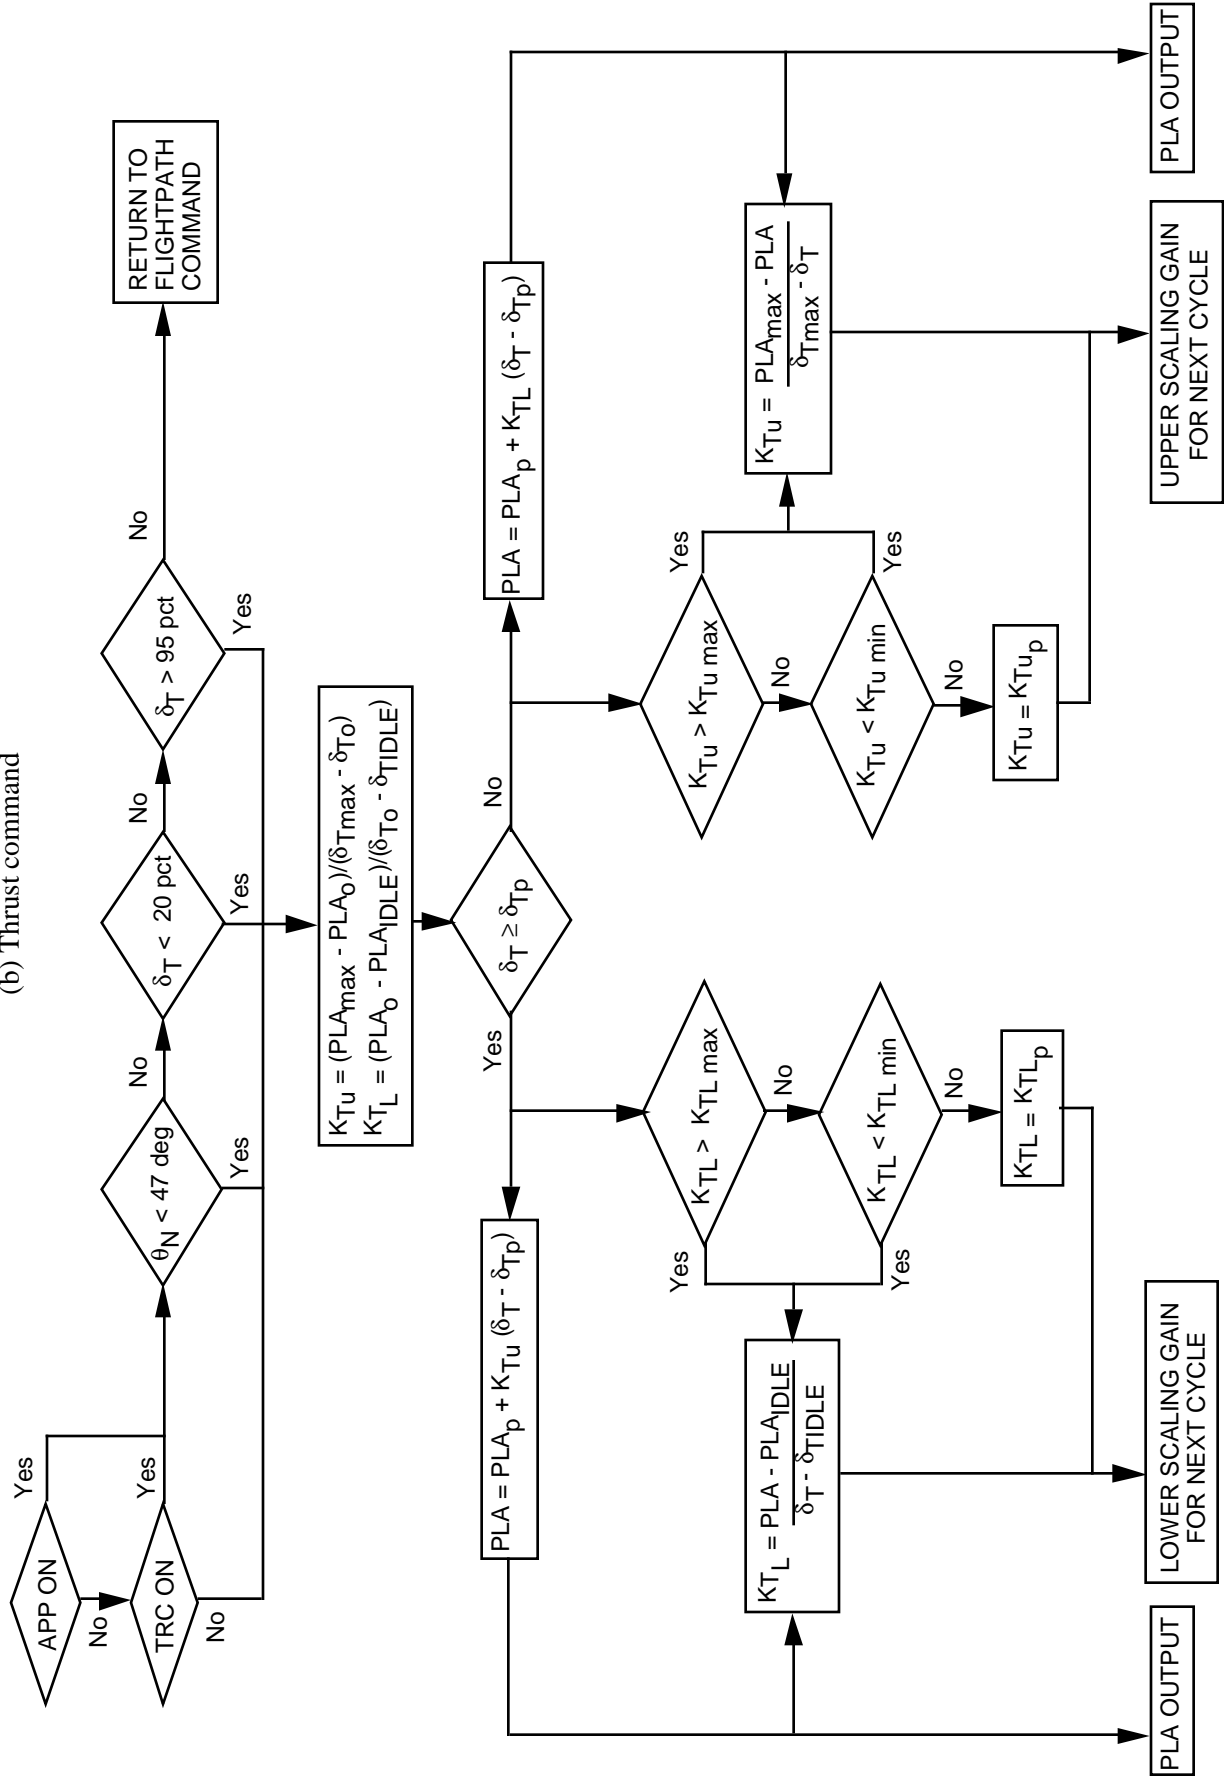 (b) Thrust command
APP ON
Yes
No
TRC ON
Yes
No
θN < 47 deg
No
Yes
δT < 20 pct
No
Yes
δT > 95 pct
No
Yes
RETURN TO
FLIGHTPATH
COMMAND
KTu = (PLAmax - PLAo)/(δTmax - δTo)
KTL = (PLAo - PLAIDLE)/(δTo - δTIDLE)
δT ≥ δTp
Yes
No
PLA = PLAp + KTu (δT - δTp)
PLA = PLAp + KTL (δT - δTp)
KTL > KTL max
Yes
No
KTL < KTL min
Yes
No
KTL = KTLp
KTL = PLA - PLAIDLE
δT - δTIDLE
KTu > KTu max
Yes
No
KTu < KTu min
Yes
No
KTu = KTup
KTu = PLAmax - PLA
δTmax - δT
PLA OUTPUT
LOWER SCALING GAIN
FOR NEXT CYCLE
UPPER SCALING GAIN
FOR NEXT CYCLE
PLA OUTPUT